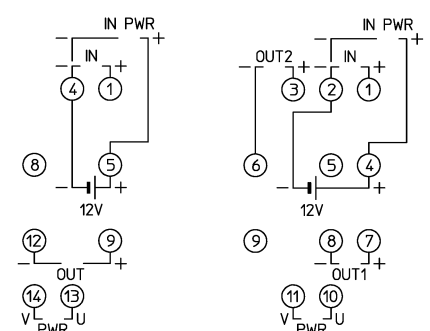 IN PWR
- +
IN
- +
4 1
8 5
- +
12V
12 9
- +
OUT
14 13
V U
PWR
IN PWR
- +
OUT2 IN
- + - +
3 2 1
6 5 4
- +
12V
9 8 7
- +
OUT1
11 10
V U
PWR